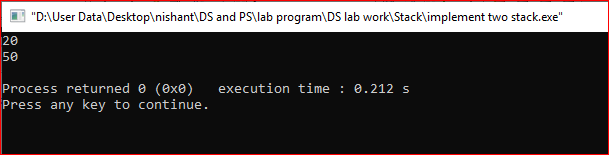 "D:\User Data\Desktop\nishant\DS and PS\lab program\DS lab work\Stack\implement two stack.exe"
20
50
Process returned 0 (0x0)   execution time : 0.212 s
Press any key to continue.